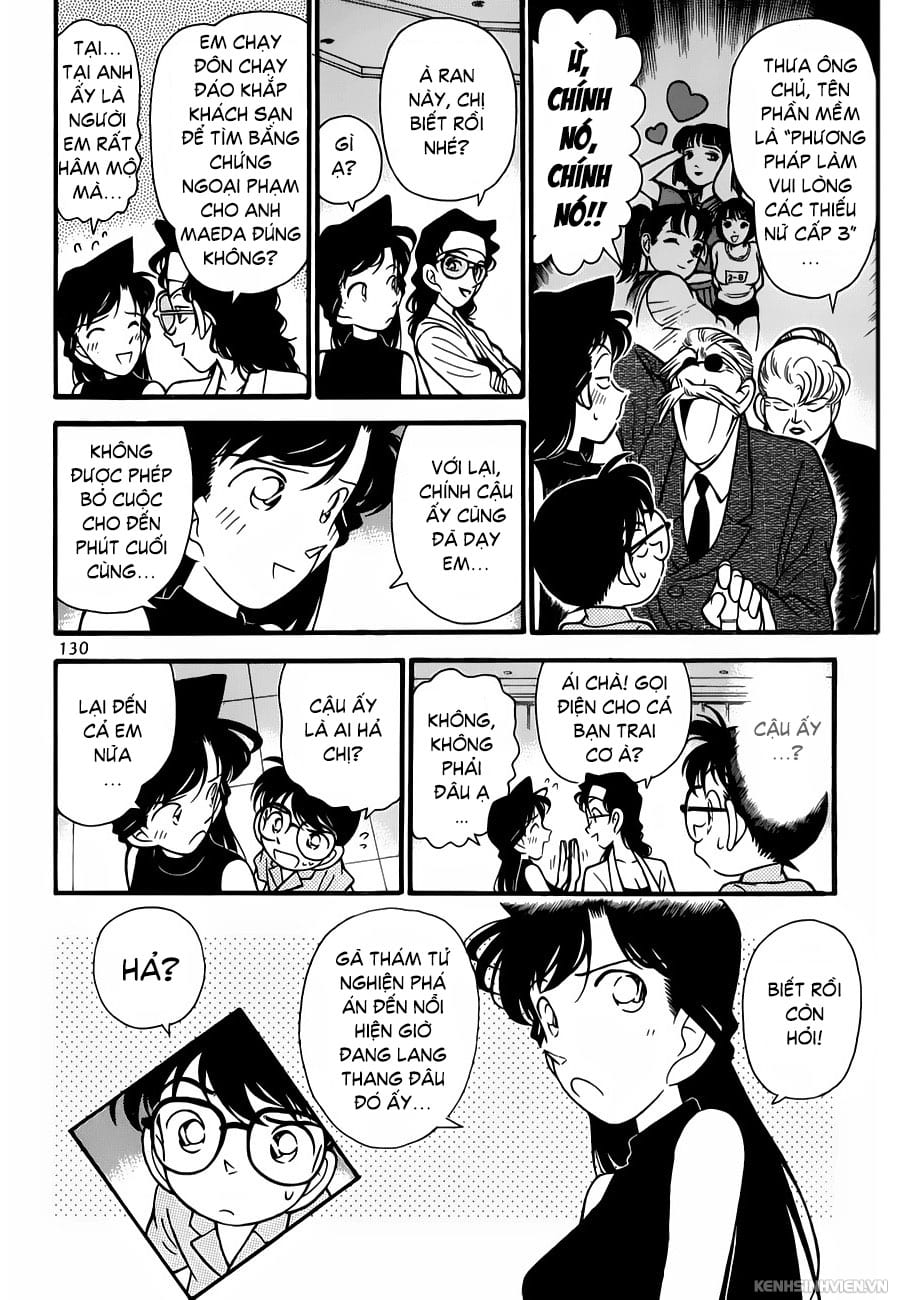 THƯA ÔNG
CHỦ, TÊN
PHẦN MỀM
LÀ “PHƯƠNG
PHÁP LÀM
VUI LÒNG
CÁC THIẾU
NỮ CẤP 3”
...
Ừ,
CHÍNH
NÓ,
CHÍNH
NÓ!!
3-8
À RAN
NÀY, CHỊ
BIẾT RỒI
NHÉ?
GÌ
Ạ?
EM CHẠY
ĐÔN CHẠY
ĐÁO KHẮP
KHÁCH SẠN
ĐỂ TÌM BẰNG
CHỨNG
NGOẠI PHẠM
CHO ANH
MAEDA ĐÚNG
KHÔNG?
TẠI...
TẠI ANH
ẤY LÀ
NGƯỜI
EM RẤT
HÂM MỘ
MÀ...
VỚI LẠI,
CHÍNH CẬU
ẤY CŨNG
ĐÃ DẠY
EM...
KHÔNG
ĐƯỢC PHÉP
BỎ CUỘC
CHO ĐẾN
PHÚT CUỐI
CÙNG...
130
CẬU ẤY
...?
ÁI CHÀ! GỌI
ĐIỆN CHO CẢ
BẠN TRAI
CƠ À?
KHÔNG,
KHÔNG
PHẢI
ĐÂU Ạ
...
CẬU ẤY
LÀ AI HẢ
CHỊ?
LẠI ĐẾN
CẢ EM
NỮA
...
BIẾT RỒI
CÒN
HỎI!
GÃ THÁM TỬ
NGHIỆN PHÁ
ÁN ĐẾN NỖI
HIỆN GIỜ
ĐANG LANG
THANG ĐÂU
ĐÓ ẤY...
HẢ?
KENHSINHVIEN.VN